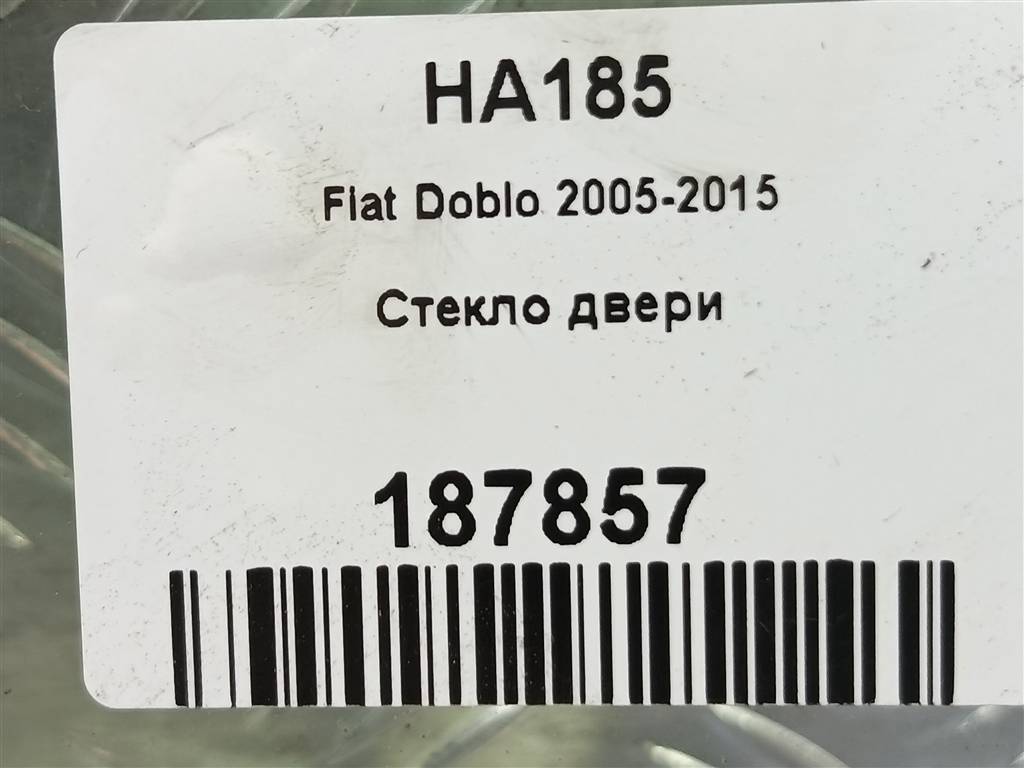 HA185
Fiat Doblo 2005-2015
Стекло двери
187857